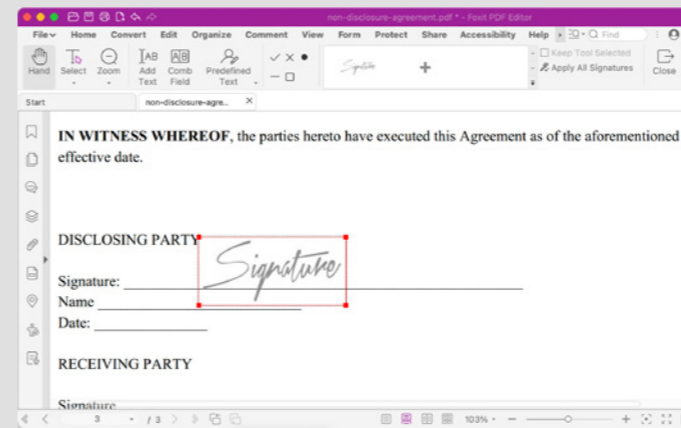 non-disclosure-agreement.pdf * - Foxit PDF Editor
File Home Convert Edit Organize Comment View Form Protect Share Accessibility Help Find
Hand Select Zoom Add Text Comb Field Predefined Text Signature Keep Tool Selected Apply All Signatures Close
Start non-disclosure-agre...
IN WITNESS WHEREOF, the parties hereto have executed this Agreement as of the aforementioned
effective date.
DISCLOSING PARTY
Signature
Signature:
Name
Date:
RECEIVING PARTY
Signature
3 / 3 103%